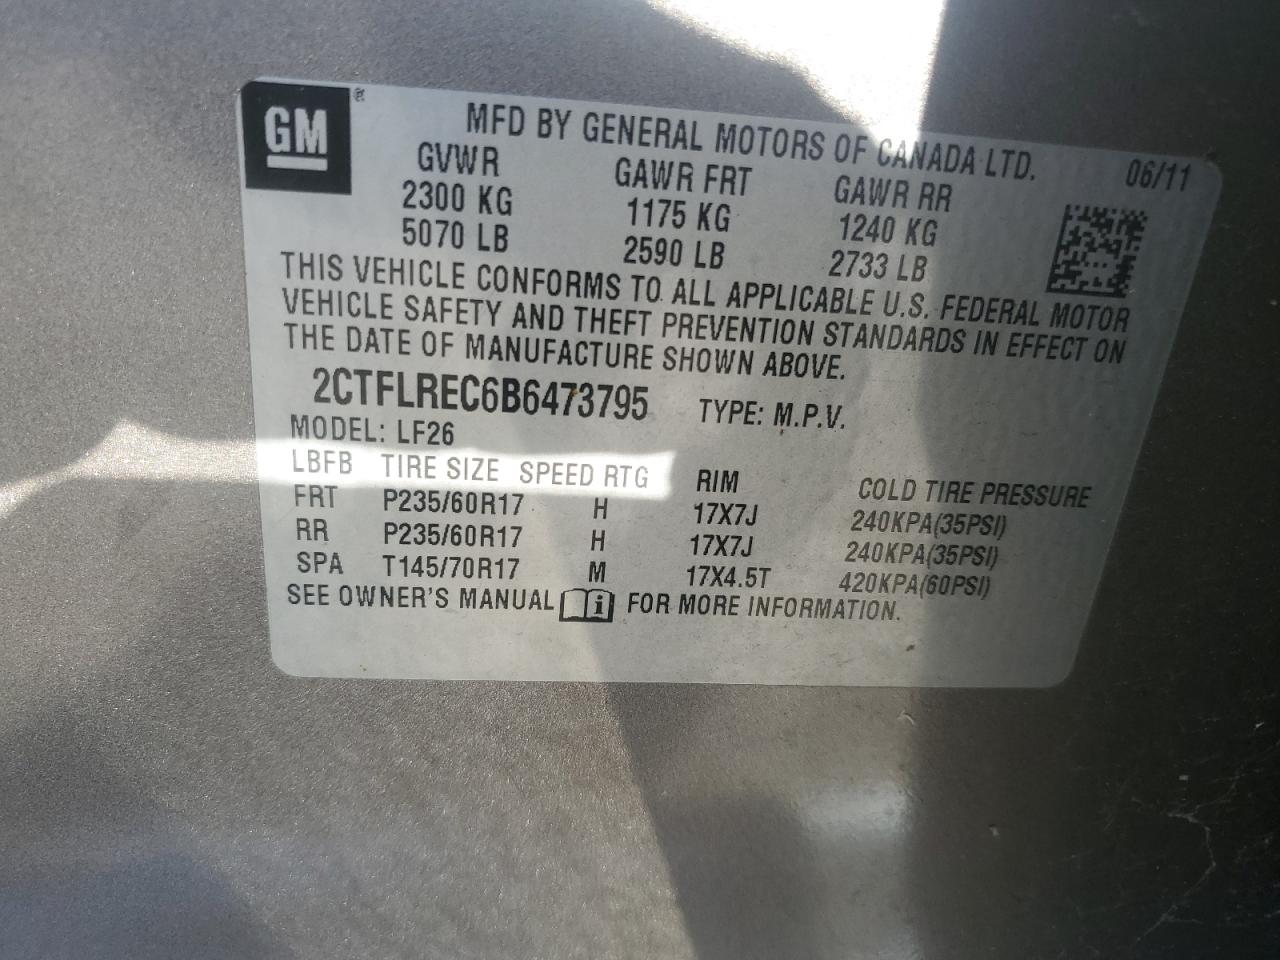 GM
MFD BY GENERAL MOTORS OF CANADA LTD. 06/11
GVWR GAWR FRT GAWR RR
2300 KG 1175 KG 1240 KG
5070 LB 2590 LB 2733 LB
THIS VEHICLE CONFORMS TO ALL APPLICABLE U.S. FEDERAL MOTOR
VEHICLE SAFETY AND THEFT PREVENTION STANDARDS IN EFFECT ON
THE DATE OF MANUFACTURE SHOWN ABOVE.
2CTFLREC6B6473795 TYPE: M.P.V.
MODEL: LF26
LBFB TIRE SIZE SPEED RTG RIM COLD TIRE PRESSURE
FRT P235/60R17 H 17X7J 240KPA(35PSI)
RR P235/60R17 H 17X7J 240KPA(35PSI)
SPA T145/70R17 M 17X4.5T 420KPA(60PSI)
SEE OWNER'S MANUAL FOR MORE INFORMATION.